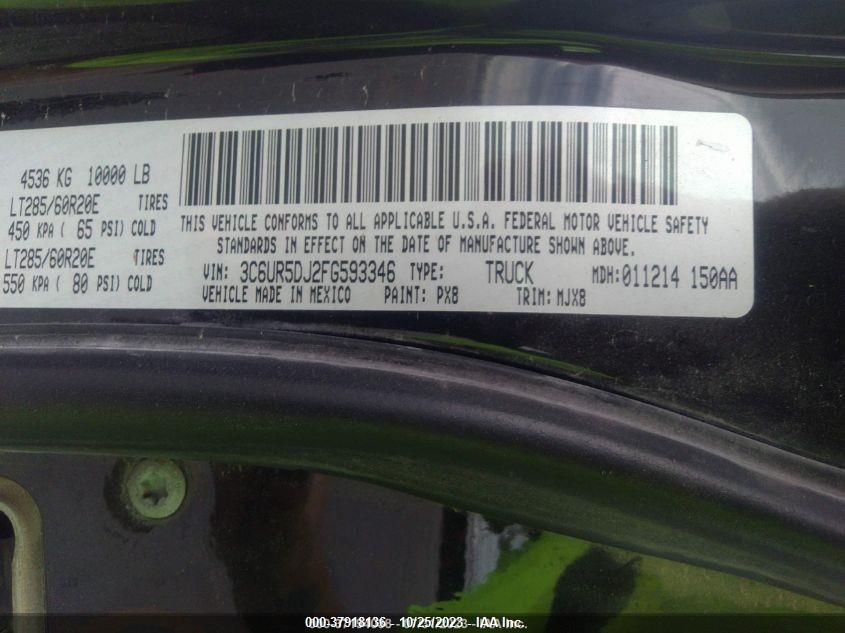 4536 KG 10000 LB
LT285/60R20E TIRES
450 KPA ( 65 PSI) COLD
LT285/60R20E TIRES
550 KPA ( 80 PSI) COLD
THIS VEHICLE CONFORMS TO ALL APPLICABLE U.S.A. FEDERAL MOTOR VEHICLE SAFETY
STANDARDS IN EFFECT ON THE DATE OF MANUFACTURE SHOWN ABOVE.
VIN: 3C6UR5DJ2FG593346 TYPE: TRUCK MDH:011214 150AA
VEHICLE MADE IN MEXICO PAINT: PX8 TRIM: MJX8
000-37918136 - 10/25/2023 - IAA Inc.